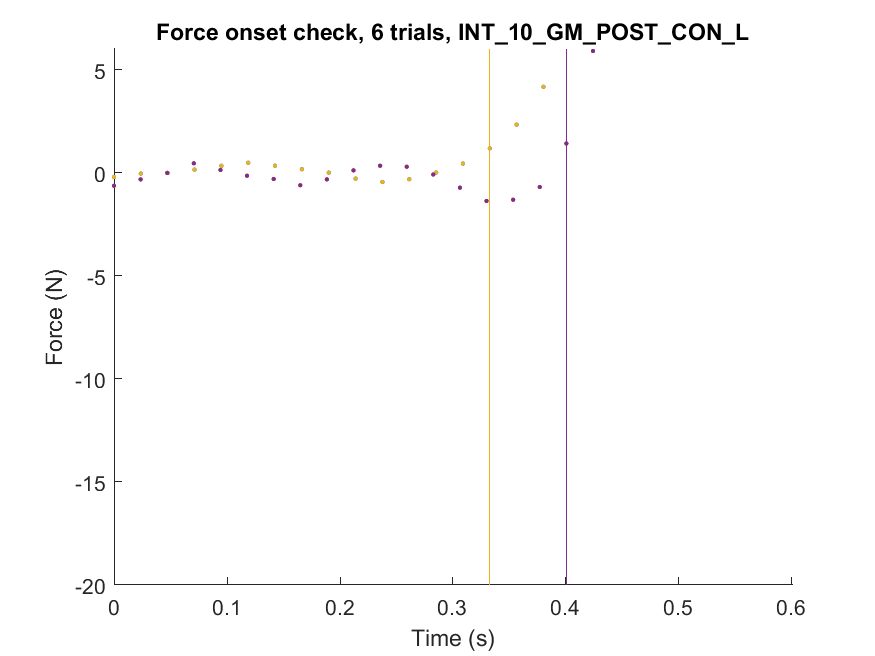 Force onset check, 6 trials, INT_10_GM_POST_CON_L
5
0
-5
-10
-15
-20
Force (N)
0 0.1 0.2 0.3 0.4 0.5 0.6
Time (s)